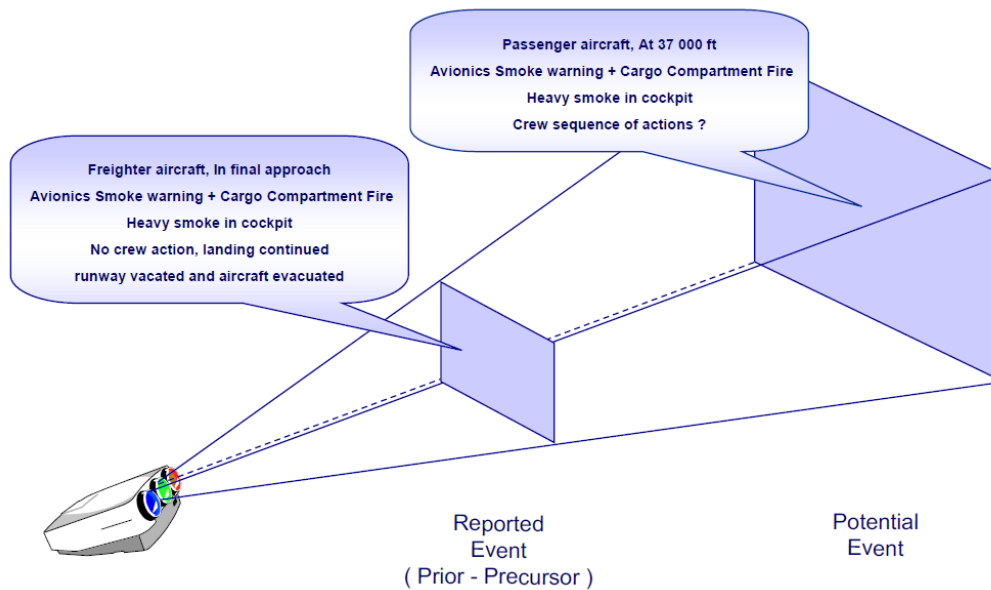 Passenger aircraft, At 37 000 ft
Avionics Smoke warning + Cargo Compartment Fire
Heavy smoke in cockpit
Crew sequence of actions ?
Freighter aircraft, In final approach
Avionics Smoke warning + Cargo Compartment Fire
Heavy smoke in cockpit
No crew action, landing continued
runway vacated and aircraft evacuated
Reported
Event
( Prior - Precursor )
Potential
Event